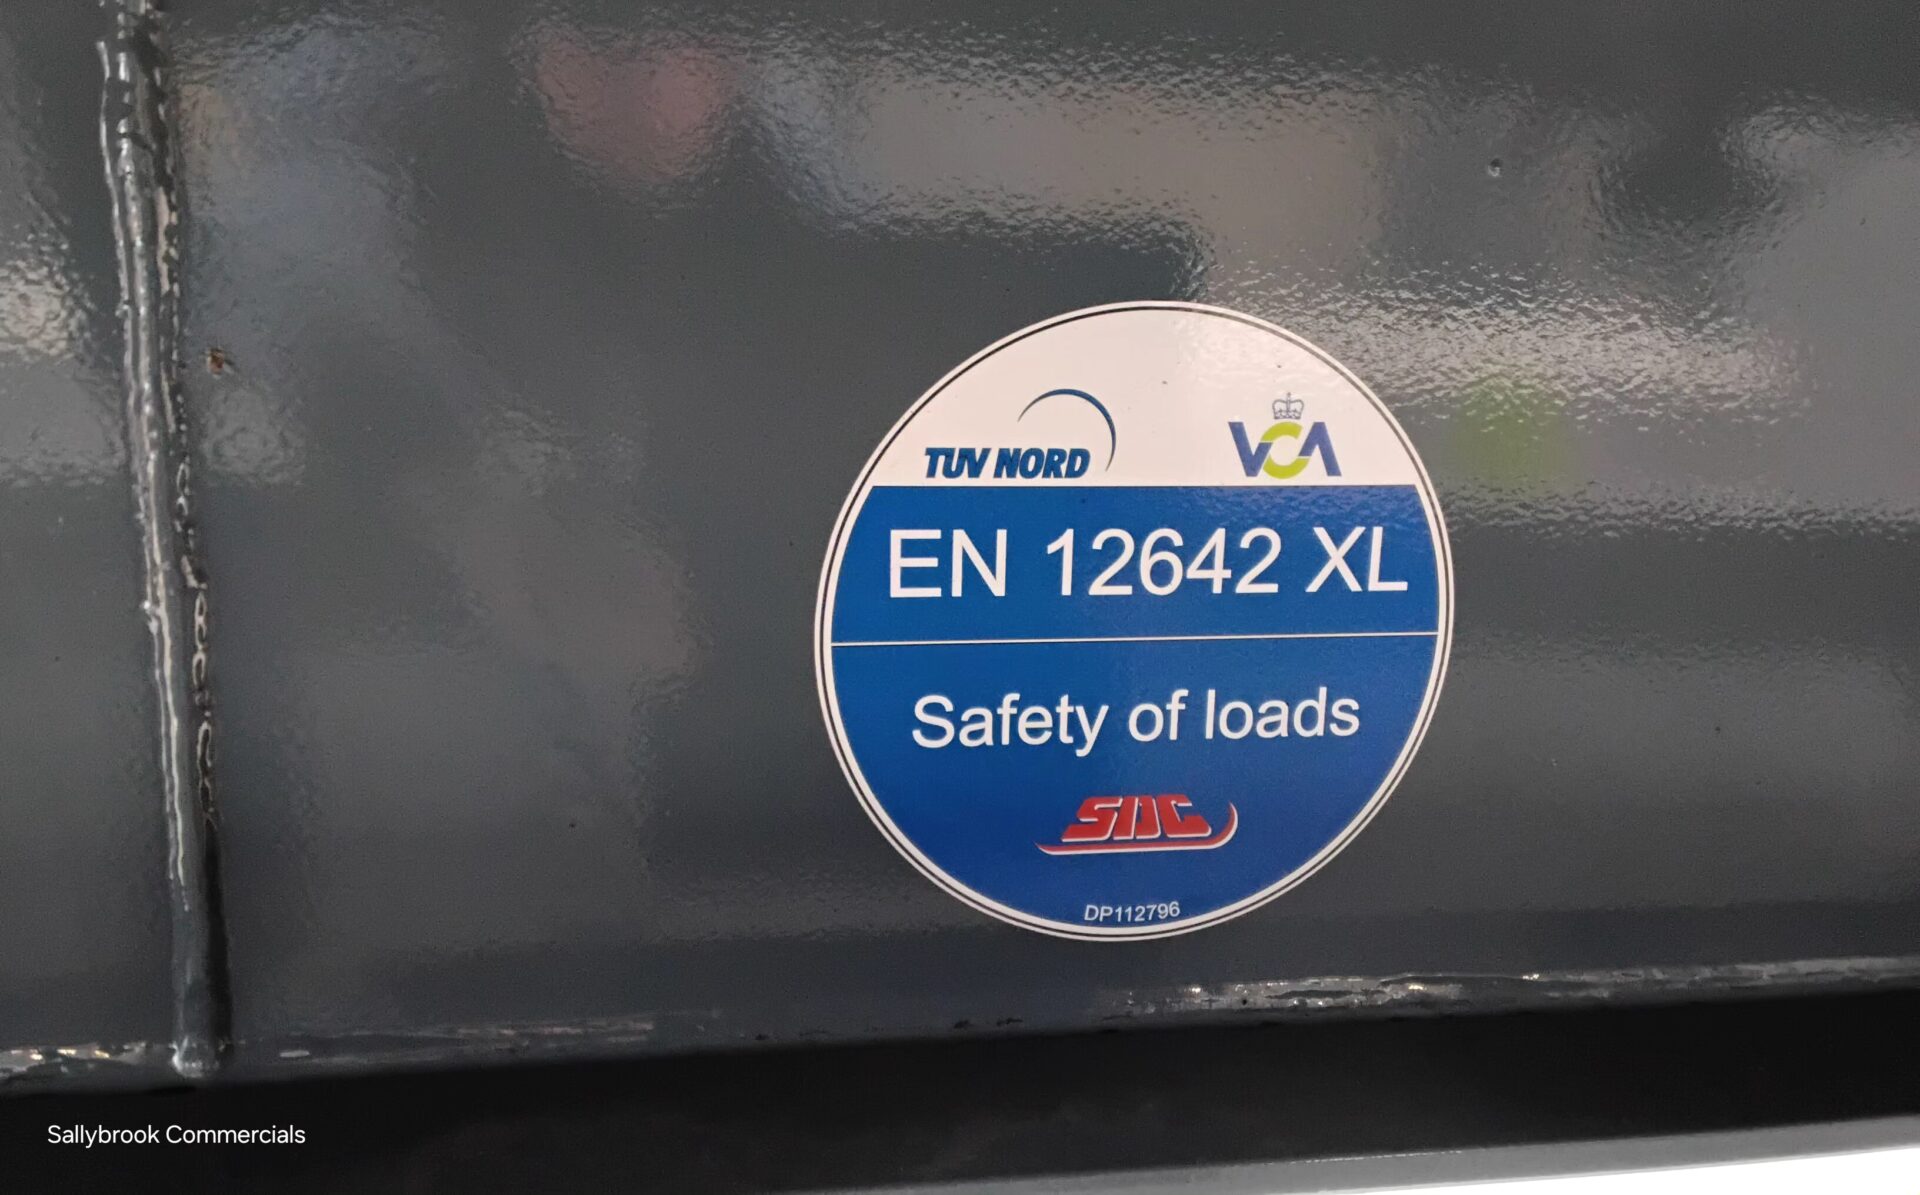 TUV NORD
VCA
EN 12642 XL
Safety of loads
SDC
DP112796
Sallybrook Commercials